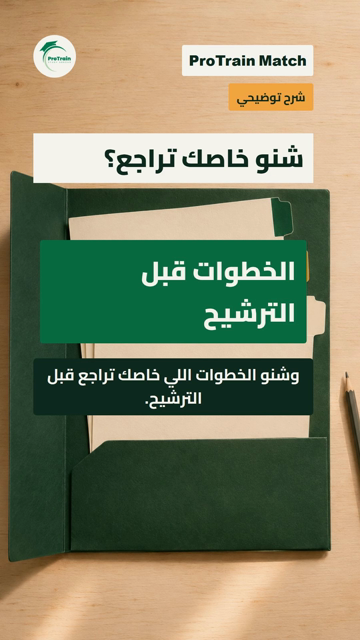 ProTrain
ProTrain Match
شرح توضيحي
شنو خاصك تراجع؟
الخطوات قبل
الترشيح
وشنو الخطوات اللي خاصك تراجع قبل
الترشيح.